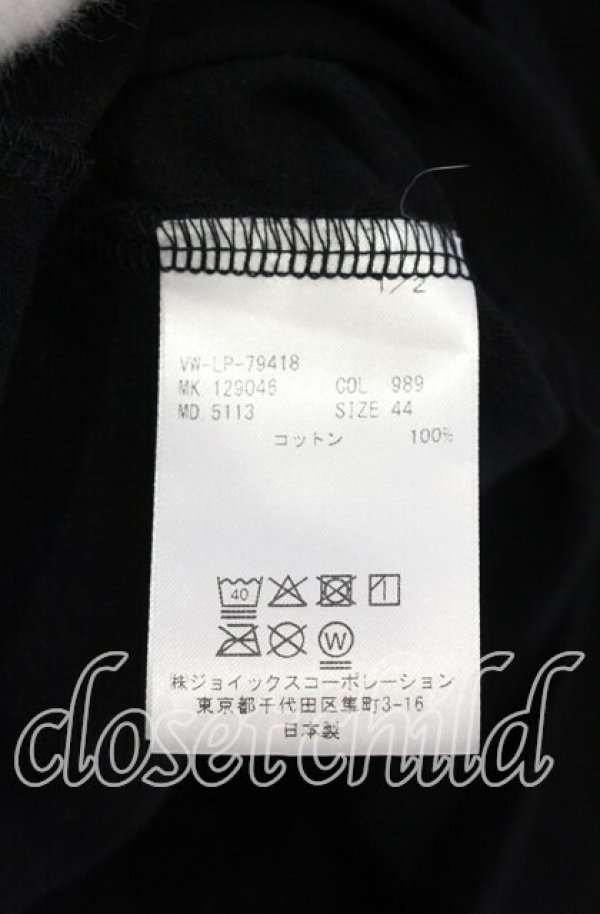 1/2
VW-LP-79418
MK. 129046 COL. 989
MD. 5113 SIZE 44
コットン 100%
40
W
㈱ジョイックスコーポレーション
東京都千代田区隼町3-16
日本製
closet child